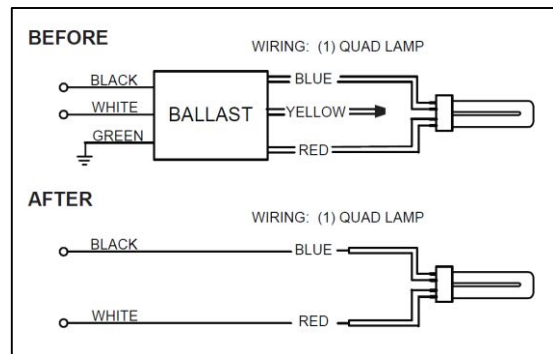 BEFORE
WIRING: (1) QUAD LAMP
BLACK
BLUE
WHITE
BALLAST
YELLOW
GREEN
RED
AFTER
WIRING: (1) QUAD LAMP
BLACK
BLUE
WHITE
RED